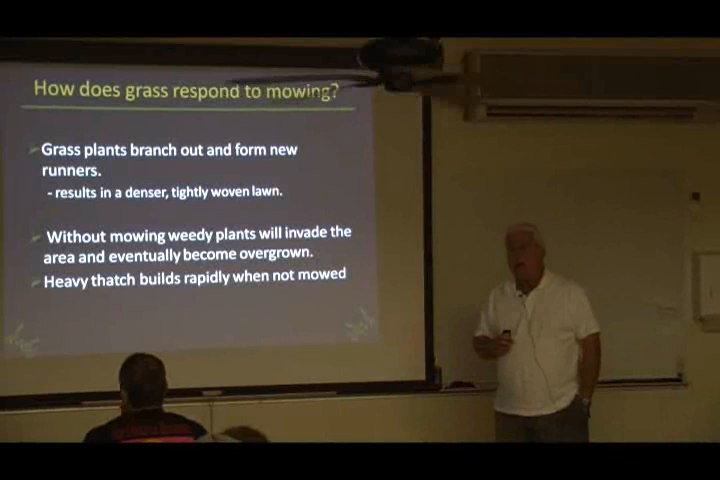 How does grass respond to mowing?
Grass plants branch out and form new
runners.
- results in a denser, tightly woven lawn.
Without mowing weedy plants will invade the
area and eventually become overgrown.
Heavy thatch builds rapidly when not mowed